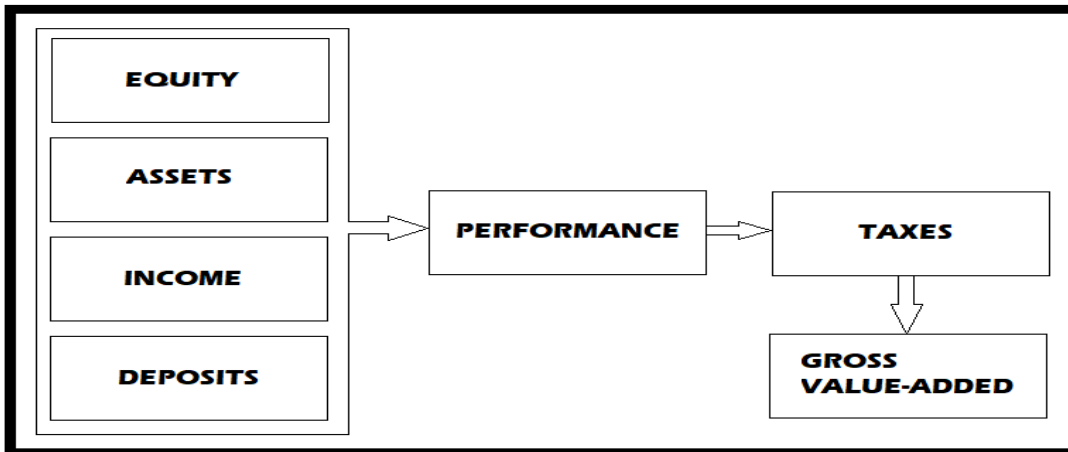 EQUITY
ASSETS
INCOME
DEPOSITS
PERFORMANCE
TAXES
GROSS
VALUE-ADDED